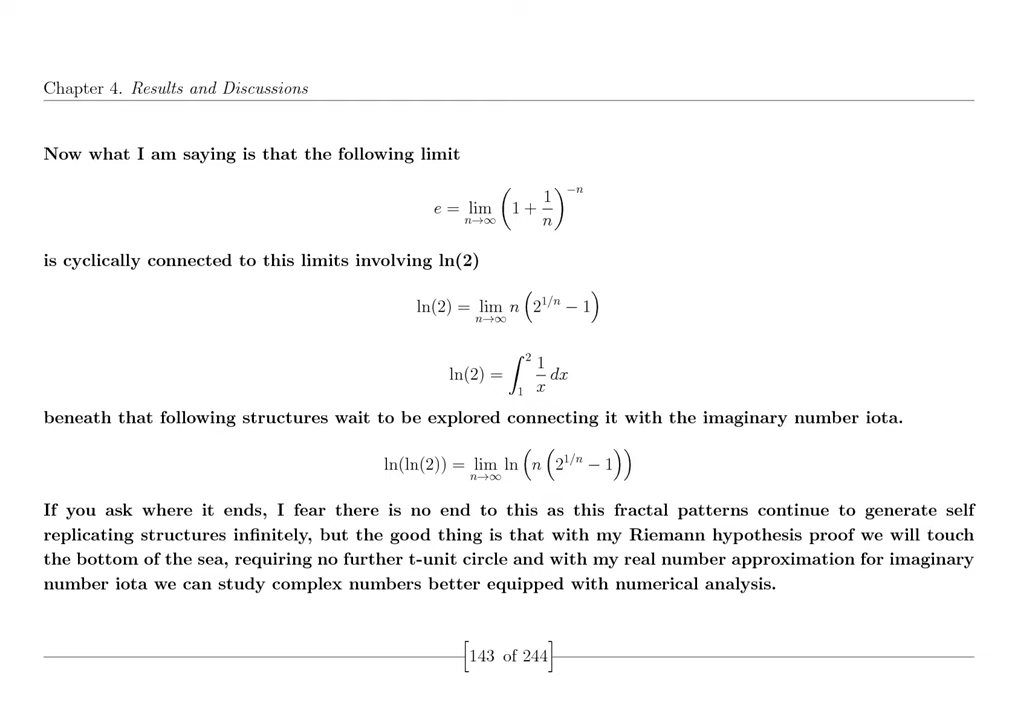 Chapter 4. Results and Discussions
Now what I am saying is that the following limit
e = lim_{n→∞} (1 + 1/n)^{−n}
is cyclically connected to this limits involving ln(2)
ln(2) = lim_{n→∞} n (2^{1/n} − 1)
ln(2) = ∫_1^2 1/x dx
beneath that following structures wait to be explored connecting it with the imaginary number iota.
ln(ln(2)) = lim_{n→∞} ln (n (2^{1/n} − 1))
If you ask where it ends, I fear there is no end to this as this fractal patterns continue to generate self
replicating structures infinitely, but the good thing is that with my Riemann hypothesis proof we will touch
the bottom of the sea, requiring no further t-unit circle and with my real number approximation for imaginary
number iota we can study complex numbers better equipped with numerical analysis.
[143 of 244]